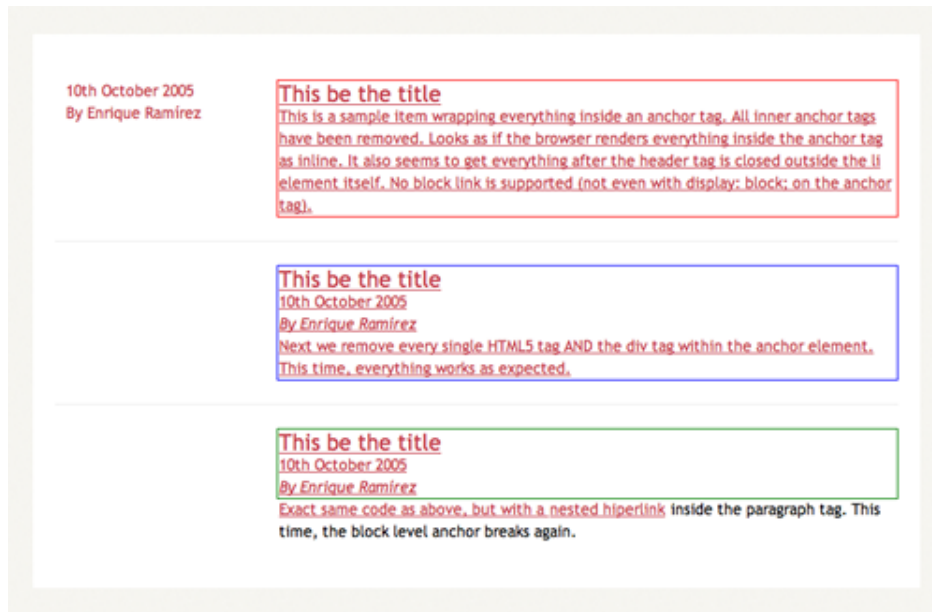 10th October 2005
By Enrique Ramírez
This be the title
This is a sample item wrapping everything inside an anchor tag. All inner anchor tags
have been removed. Looks as if the browser renders everything inside the anchor tag
as inline. It also seems to get everything after the header tag is closed outside the li
element itself. No block link is supported (not even with display: block; on the anchor
tag).
This be the title
10th October 2005
By Enrique Ramírez
Next we remove every single HTML5 tag AND the div tag within the anchor element.
This time, everything works as expected.
This be the title
10th October 2005
By Enrique Ramírez
Exact same code as above, but with a nested hiperlink inside the paragraph tag. This
time, the block level anchor breaks again.